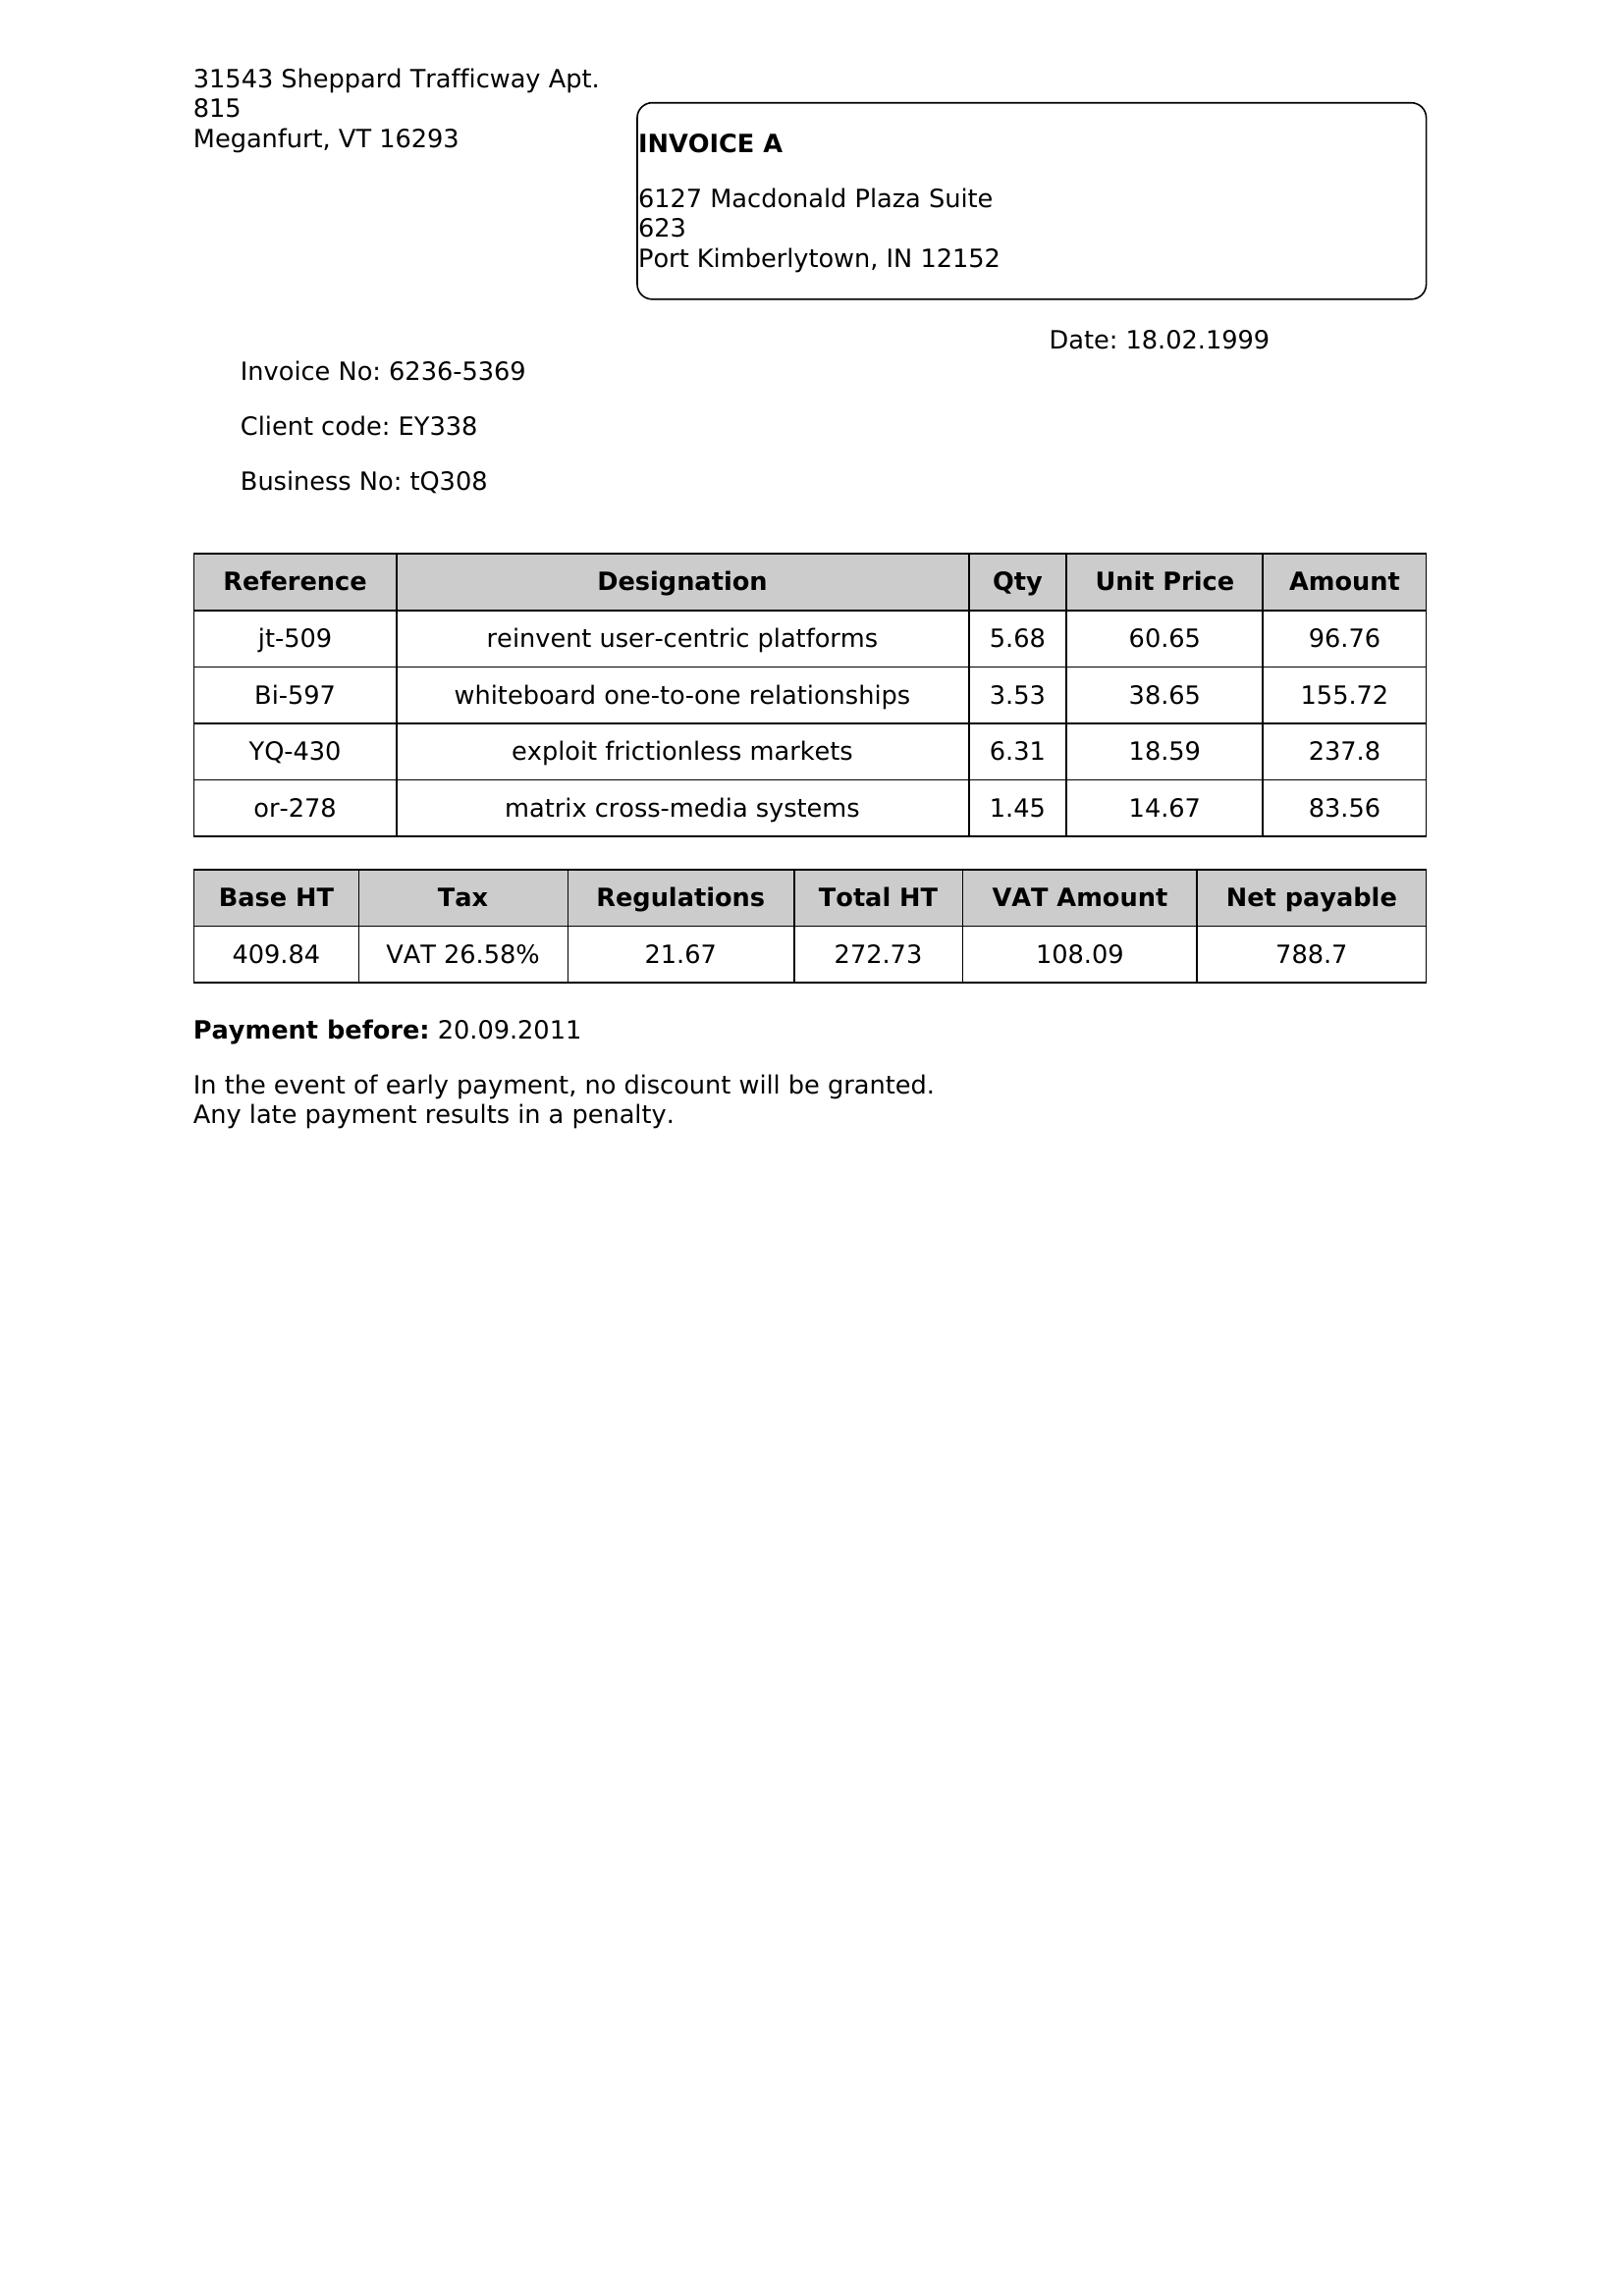 31543 Sheppard Trafficway Apt.
815
Meganfurt, VT 16293
INVOICE A
6127 Macdonald Plaza Suite
623
Port Kimberlytown, IN 12152
Date: 18.02.1999
Invoice No: 6236-5369
Client code: EY338
Business No: tQ308
Reference Designation Qty Unit Price Amount
jt-509 reinvent user-centric platforms 5.68 60.65 96.76
Bi-597 whiteboard one-to-one relationships 3.53 38.65 155.72
YQ-430 exploit frictionless markets 6.31 18.59 237.8
or-278 matrix cross-media systems 1.45 14.67 83.56
Base HT Tax Regulations Total HT VAT Amount Net payable
409.84 VAT 26.58% 21.67 272.73 108.09 788.7
Payment before: 20.09.2011
In the event of early payment, no discount will be granted.
Any late payment results in a penalty.